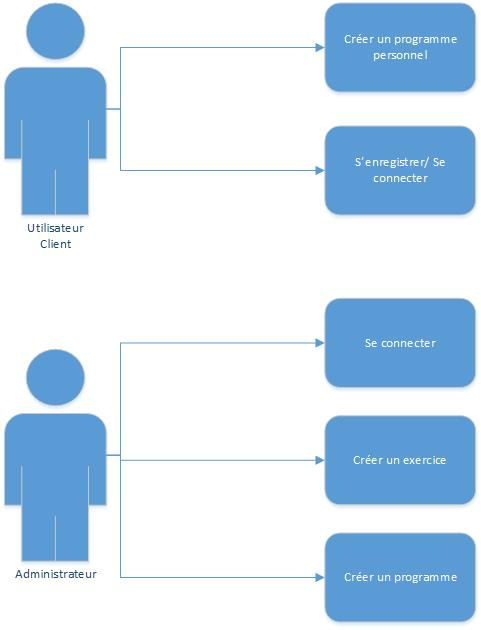 Créer un programme
personnel
S'enregistrer/ Se
connecter
Utilisateur
Client
Se connecter
Créer un exercice
Créer un programme
Administrateur